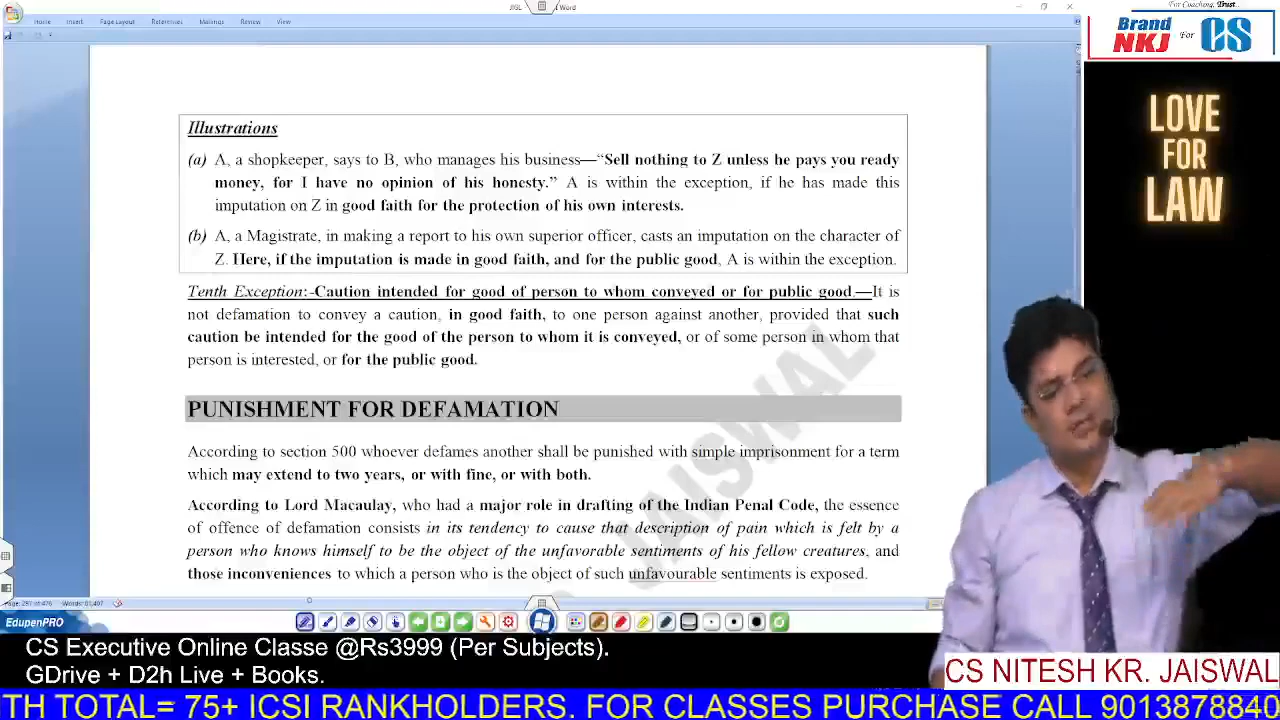 JIGL
Word
Home Insert Page Layout References Mailings Review View
For Coaching, Trust..
Brand
NKJ
For
CS
LOVE
FOR
LAW
Illustrations
(a) A, a shopkeeper, says to B, who manages his business—“Sell nothing to Z unless he pays you ready
money, for I have no opinion of his honesty.” A is within the exception, if he has made this
imputation on Z in good faith for the protection of his own interests.
(b) A, a Magistrate, in making a report to his own superior officer, casts an imputation on the character of
Z. Here, if the imputation is made in good faith, and for the public good, A is within the exception.
Tenth Exception:-Caution intended for good of person to whom conveyed or for public good.—It is
not defamation to convey a caution, in good faith, to one person against another, provided that such
caution be intended for the good of the person to whom it is conveyed, or of some person in whom that
person is interested, or for the public good.
PUNISHMENT FOR DEFAMATION
According to section 500 whoever defames another shall be punished with simple imprisonment for a term
which may extend to two years, or with fine, or with both.
According to Lord Macaulay, who had a major role in drafting of the Indian Penal Code, the essence
of offence of defamation consists in its tendency to cause that description of pain which is felt by a
person who knows himself to be the object of the unfavorable sentiments of his fellow creatures, and
those inconveniences to which a person who is the object of such unfavourable sentiments is exposed.
JAISWAL
EdupenPRO
CS Executive Online Classe @Rs3999 (Per Subjects).
GDrive + D2h Live + Books.
CS NITESH KR. JAISWAL
TH TOTAL= 75+ ICSI RANKHOLDERS. FOR CLASSES PURCHASE CALL 9013878840